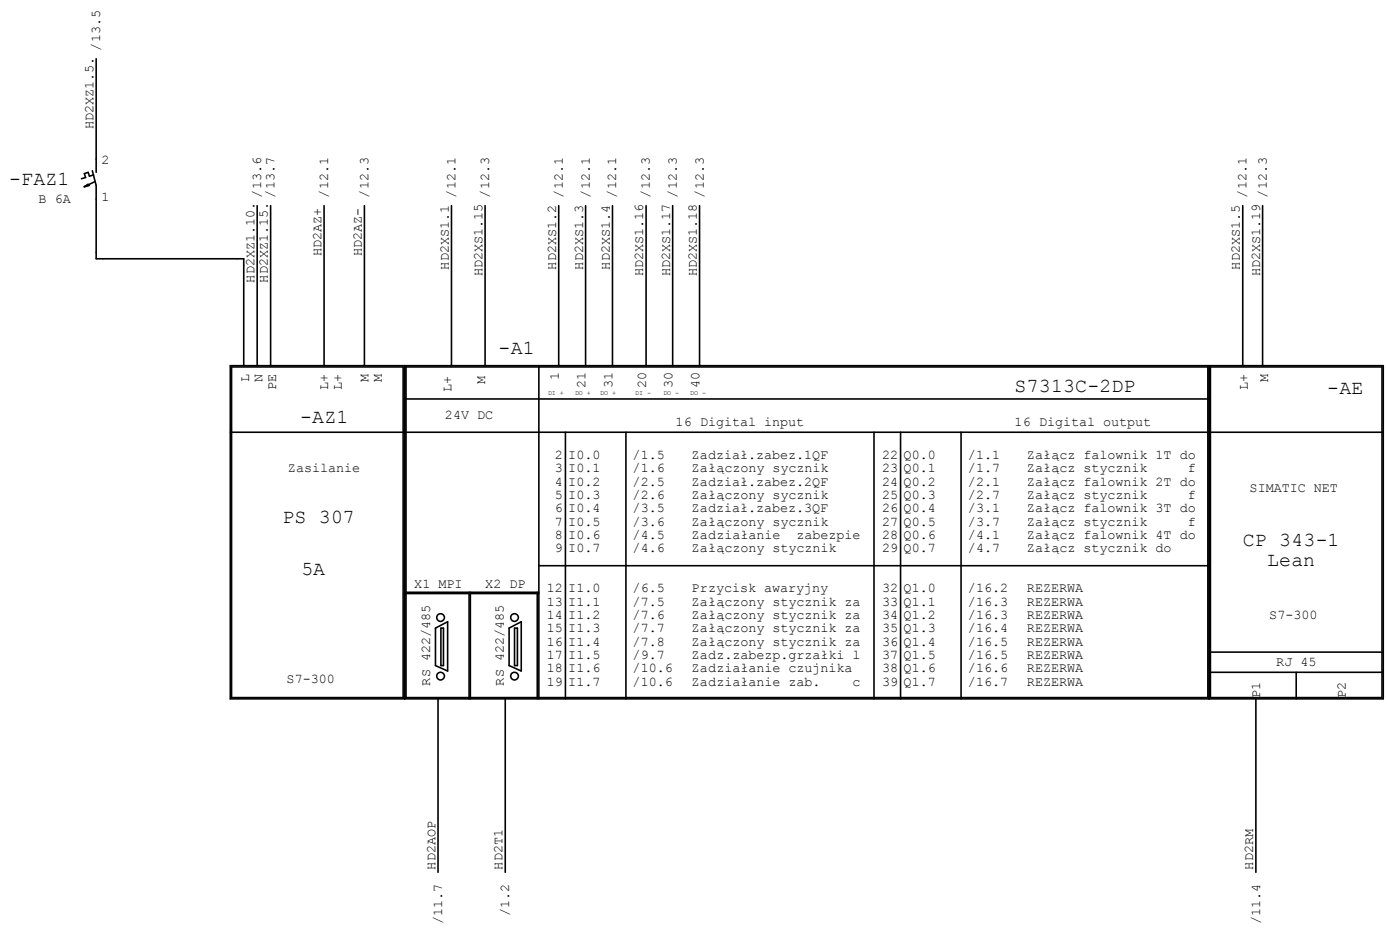 /13.5
HD2XZ1.5.
2
-FAZ1
B 6A
1
HD2XZ1.10. /13.6
HD2XZ1.15. /13.7
HD2AZ+ /12.1
HD2AZ- /12.3
HD2XS1.1 /12.1
HD2XS1.15 /12.3
HD2XS1.2 /12.1
HD2XS1.3 /12.1
HD2XS1.4 /12.1
HD2XS1.16 /12.3
HD2XS1.17 /12.3
HD2XS1.18 /12.3
HD2XS1.5 /12.1
HD2XS1.19 /12.3
-A1
L N PE L+ L+ M M
L+ M
1 21 31 20 30 40
DI + DO + DO + DI - DO - DO -
S7313C-2DP
L+ M
-AE
-AZ1
24V DC
16 Digital input
16 Digital output
Zasilanie
PS 307
5A
S7-300
X1 MPI X2 DP
RS 422/485
RS 422/485
2 I0.0 /1.5 Zadział.zabez.1QF 22 Q0.0 /1.1 Załącz falownik 1T do
3 I0.1 /1.6 Załączony sycznik 23 Q0.1 /1.7 Załącz stycznik f
4 I0.2 /2.5 Zadział.zabez.2QF 24 Q0.2 /2.1 Załącz falownik 2T do
5 I0.3 /2.6 Załączony sycznik 25 Q0.3 /2.7 Załącz stycznik f
6 I0.4 /3.5 Zadział.zabez.3QF 26 Q0.4 /3.1 Załącz falownik 3T do
7 I0.5 /3.6 Załączony sycznik 27 Q0.5 /3.7 Załącz stycznik f
8 I0.6 /4.5 Zadziałanie zabezpie 28 Q0.6 /4.1 Załącz falownik 4T do
9 I0.7 /4.6 Załączony stycznik 29 Q0.7 /4.7 Załącz stycznik do
12 I1.0 /6.5 Przycisk awaryjny 32 Q1.0 /16.2 REZERWA
13 I1.1 /7.5 Załączony stycznik za 33 Q1.1 /16.3 REZERWA
14 I1.2 /7.6 Załączony stycznik za 34 Q1.2 /16.3 REZERWA
15 I1.3 /7.7 Załączony stycznik za 35 Q1.3 /16.4 REZERWA
16 I1.4 /7.8 Załączony stycznik za 36 Q1.4 /16.5 REZERWA
17 I1.5 /9.7 Zadz.zabezp.grzałki 1 37 Q1.5 /16.5 REZERWA
18 I1.6 /10.6 Zadziałanie czujnika 38 Q1.6 /16.6 REZERWA
19 I1.7 /10.6 Zadziałanie zab. c 39 Q1.7 /16.7 REZERWA
SIMATIC NET
CP 343-1
Lean
S7-300
RJ 45
P1 P2
HD2AOP
/11.7
HD2T1
/1.2
HD2RM
/11.4